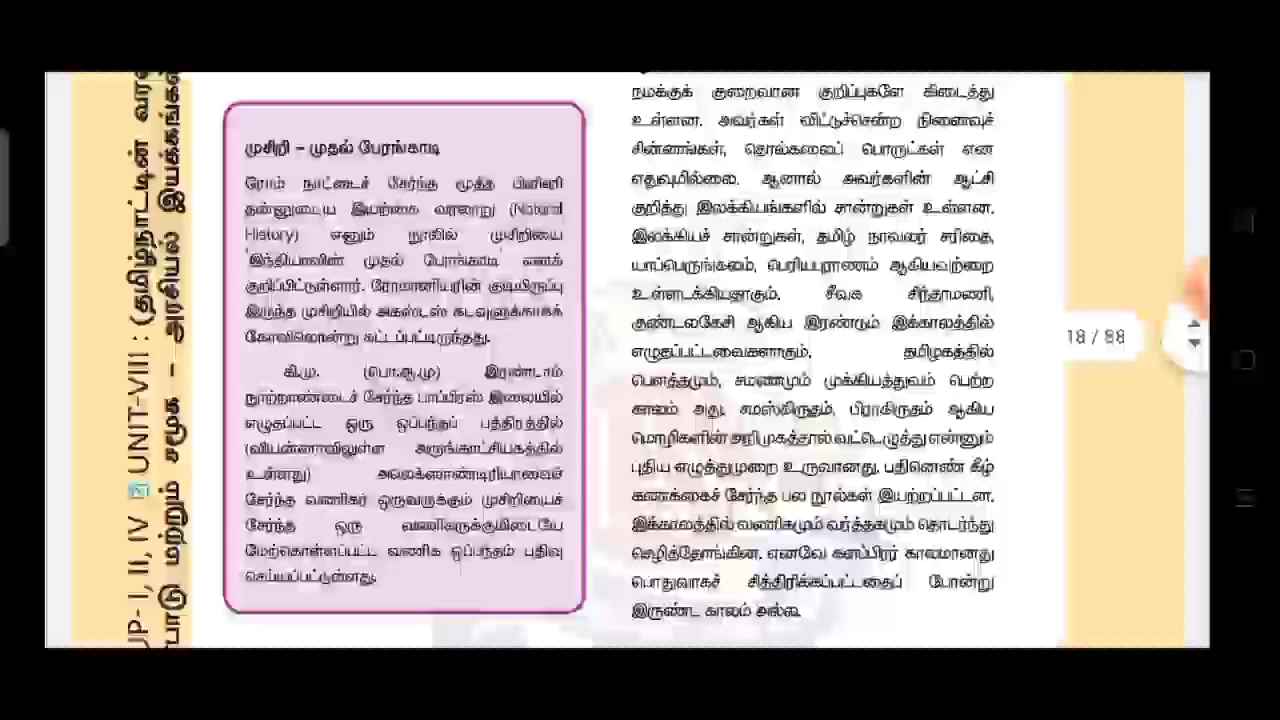 UP- I, II, IV UNIT-VIII : (தமிழ்நாட்டின் வர
பாடு மற்றும் சமூக – அரசியல் இயக்கங்கள்
முசிறி – முதல் பேரங்காடி
ரோம் நாட்டைச் சேர்ந்த மூத்த பிளினி
தன்னுடைய இயற்கை வரலாறு (Natural
History) எனும் நூலில் முசிறியை
'இந்தியாவின் முதல் பேரங்காடி எனக்
குறிப்பிட்டுள்ளார். ரோமானியரின் குடியிருப்பு
இருந்த முசிறியில் அகஸ்டஸ் கடவுளுக்காகக்
கோவிலொன்று கட்டப்பட்டிருந்தது.
கி.மு. (பொ.ஆ.மு) இரண்டாம்
நூற்றாண்டைச் சேர்ந்த பாப்பிரஸ் இலையில்
எழுதப்பட்ட ஒரு ஒப்பந்தப் பத்திரத்தில்
(வியன்னாவிலுள்ள அருங்காட்சியகத்தில்
உள்ளது) அலெக்ஸாண்டிரியாவைச்
சேர்ந்த வணிகர் ஒருவருக்கும் முசிறியைச்
சேர்ந்த ஒரு வணிகருக்குமிடையே
மேற்கொள்ளப்பட்ட வணிக ஒப்பந்தம் பதிவு
செய்யப்பட்டுள்ளது.
நமக்குக் குறைவான குறிப்புகளே கிடைத்து
உள்ளன. அவர்கள் விட்டுச்சென்ற நினைவுச்
சின்னங்கள், தொல்கலைப் பொருட்கள் என
எதுவுமில்லை. ஆனால் அவர்களின் ஆட்சி
குறித்து இலக்கியங்களில் சான்றுகள் உள்ளன.
இலக்கியச் சான்றுகள், தமிழ் நாவலர் சரிதை,
யாப்பெருங்கலம், பெரியபுராணம் ஆகியவற்றை
உள்ளடக்கியதாகும். சீவக சிந்தாமணி,
குண்டலகேசி ஆகிய இரண்டும் இக்காலத்தில்
எழுதப்பட்டவைகளாகும். தமிழகத்தில்
பௌத்தமும், சமணமும் முக்கியத்துவம் பெற்ற
காலம் அது. சமஸ்கிருதம், பிராகிருதம் ஆகிய
மொழிகளின் அறிமுகத்தால் வட்டெழுத்து என்னும்
புதிய எழுத்துமுறை உருவானது. பதினெண் கீழ்
கணக்கைச் சேர்ந்த பல நூல்கள் இயற்றப்பட்டன.
இக்காலத்தில் வணிகமும் வர்த்தகமும் தொடர்ந்து
செழித்தோங்கின. எனவே களப்பிரர் காலமானது
பொதுவாகச் சித்திரிக்கப்பட்டதைப் போன்று
இருண்ட காலம் அல்ல.
18 / 88